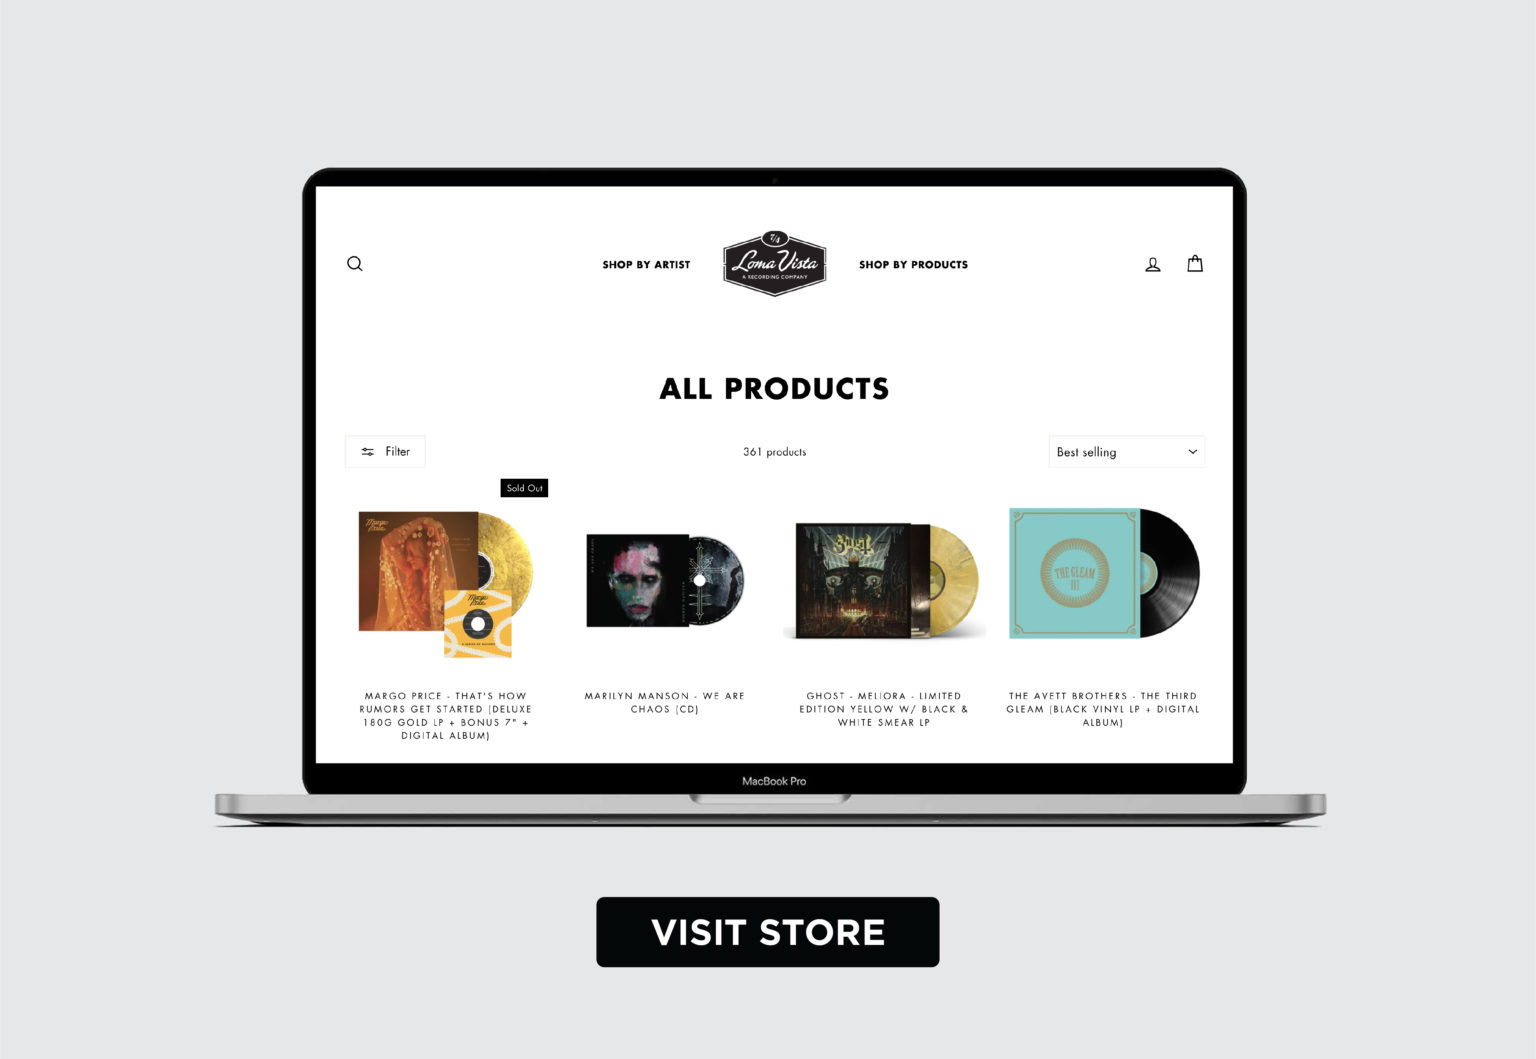 SHOP BY ARTIST
7/4
Loma Vista
A RECORDING COMPANY
SHOP BY PRODUCTS
ALL PRODUCTS
Filter
361 products
Best selling
Sold Out
Margo
Price
Margo
Price
Ghost
THE GLEAM
III
MARGO PRICE - THAT'S HOW
RUMORS GET STARTED (DELUXE
180G GOLD LP + BONUS 7" +
DIGITAL ALBUM)
MARILYN MANSON - WE ARE
CHAOS (CD)
GHOST - MELIORA - LIMITED
EDITION YELLOW W/ BLACK &
WHITE SMEAR LP
THE AVETT BROTHERS - THE THIRD
GLEAM (BLACK VINYL LP + DIGITAL
ALBUM)
MacBook Pro
VISIT STORE